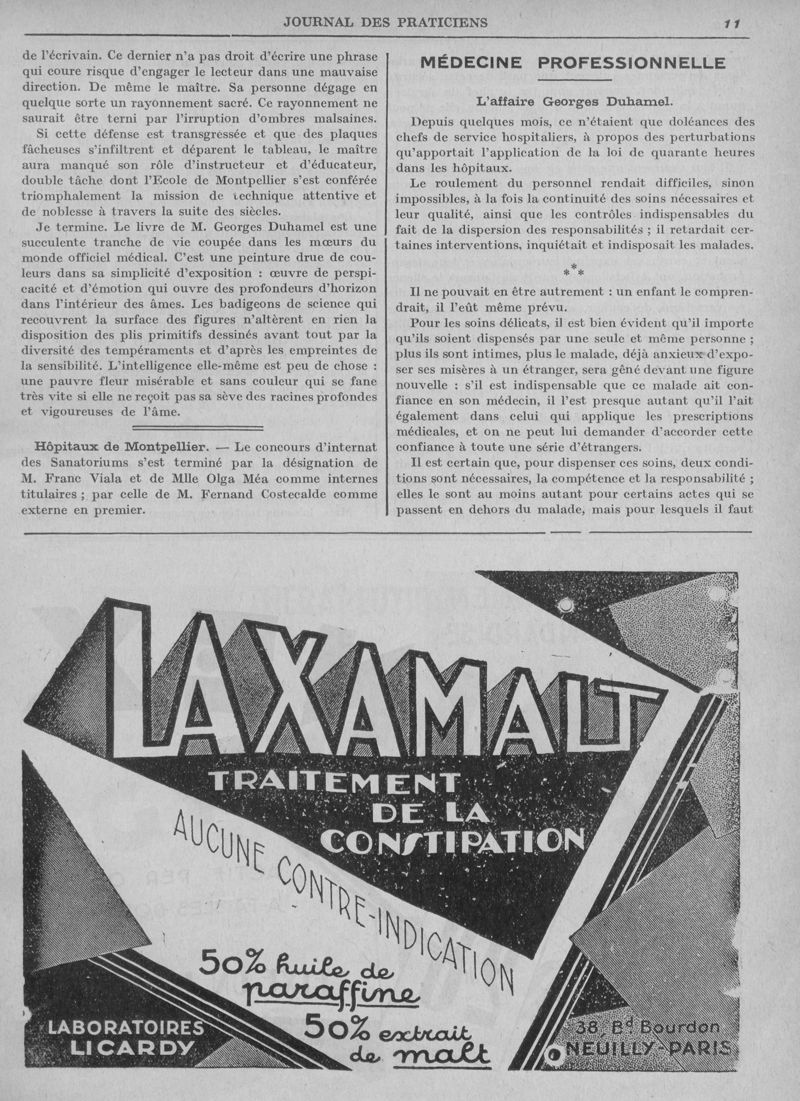 JOURNAL DES PRATICIENS
11
de l'écrivain. Ce dernier n'a pas droit d'écrire une phrase
qui coure risque d'engager le lecteur dans une mauvaise
direction. De même le maître. Sa personne dégage en
quelque sorte un rayonnement sacré. Ce rayonnement ne
saurait être terni par l'irruption d'ombres malsaines.
Si cette défense est transgressée et que des plaques
fâcheuses s'infiltrent et déparent le tableau, le maître
aura manqué son rôle d'instructeur et d'éducateur,
double tâche dont l'Ecole de Montpellier s'est conférée
triomphalement la mission de technique attentive et
de noblesse à travers la suite des siècles.
Je termine. Le livre de M. Georges Duhamel est une
succulente tranche de vie coupée dans les mœurs du
monde officiel médical. C'est une peinture drue de cou-
leurs dans sa simplicité d'exposition : œuvre de perspi-
cacité et d'émotion qui ouvre des profondeurs d'horizon
dans l'intérieur des âmes. Les badigeons de science qui
recouvrent la surface des figures n'altèrent en rien la
disposition des plis primitifs dessinés avant tout par la
diversité des tempéraments et d'après les empreintes de
la sensibilité. L'intelligence elle-même est peu de chose :
une pauvre fleur misérable et sans couleur qui se fane
très vite si elle ne reçoit pas sa sève des racines profondes
et vigoureuses de l'âme.
Hôpitaux de Montpellier. — Le concours d'internat
des Sanatoriums s'est terminé par la désignation de
M. Franc Viala et de Mlle Olga Méa comme internes
titulaires ; par celle de M. Fernand Costecalde comme
externe en premier.
MÉDECINE PROFESSIONNELLE
L'affaire Georges Duhamel.
Depuis quelques mois, ce n'étaient que doléances des
chefs de service hospitaliers, à propos des perturbations
qu'apportait l'application de la loi de quarante heures
dans les hôpitaux.
Le roulement du personnel rendait difficiles, sinon
impossibles, à la fois la continuité des soins nécessaires et
leur qualité, ainsi que les contrôles indispensables du
fait de la dispersion des responsabilités ; il retardait cer-
taines interventions, inquiétait et indisposait les malades.
***
Il ne pouvait en être autrement : un enfant le compren-
drait, il l'eût même prévu.
Pour les soins délicats, il est bien évident qu'il importe
qu'ils soient dispensés par une seule et même personne ;
plus ils sont intimes, plus le malade, déjà anxieux d'expo-
ser ses misères à un étranger, sera gêné devant une figure
nouvelle : s'il est indispensable que ce malade ait con-
fiance en son médecin, il l'est presque autant qu'il l'ait
également dans celui qui applique les prescriptions
médicales, et on ne peut lui demander d'accorder cette
confiance à toute une série d'étrangers.
Il est certain que, pour dispenser ces soins, deux condi-
tions sont nécessaires, la compétence et la responsabilité ;
elles le sont au moins autant pour certains actes qui se
passent en dehors du malade, mais pour lesquels il faut
LAXAMALT
TRAITEMENT
DE LA
CONSTIPATION
AUCUNE CONTRE-INDICATION
50% huile de
paraffine
50% extrait
de malt
LABORATOIRES
LICARDY
38, Bd Bourdon
NEUILLY-PARIS